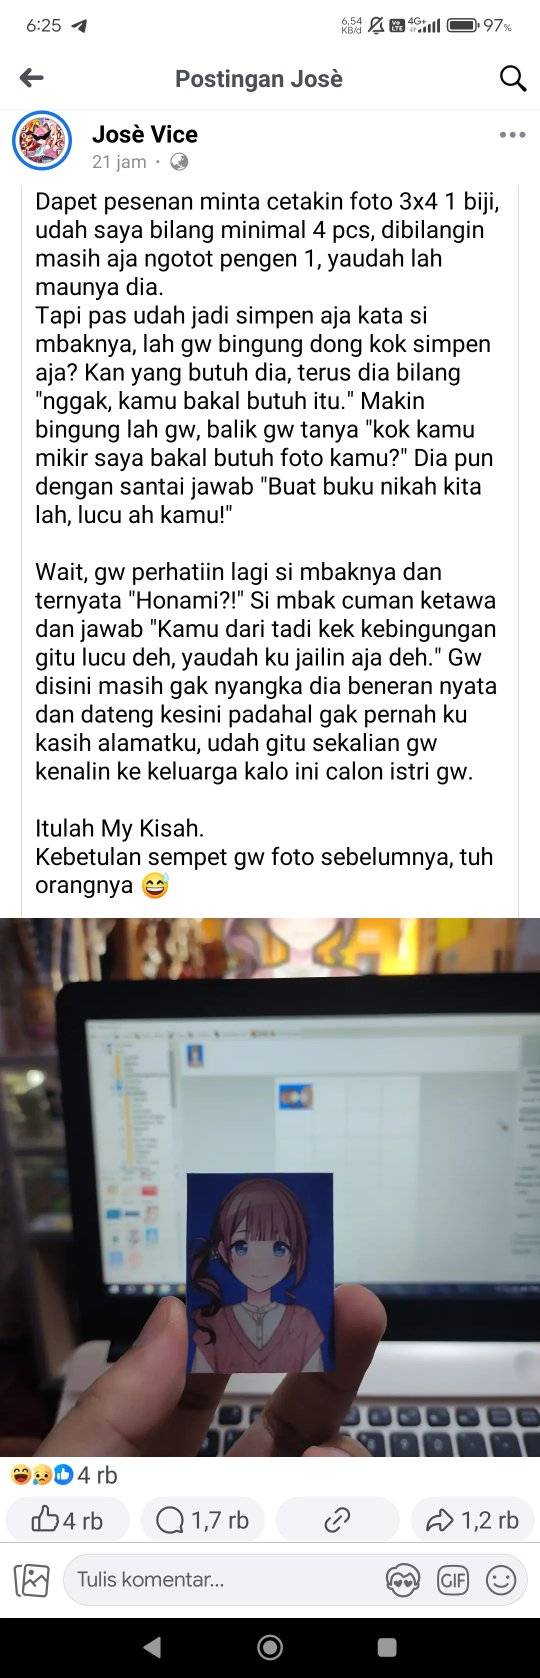 6:25
6,54 KB/d
Vo LTE
4G+
97%
Postingan Josè
Josè Vice
21 jam ·
Dapet pesenan minta cetakin foto 3x4 1 biji,
udah saya bilang minimal 4 pcs, dibilangin
masih aja ngotot pengen 1, yaudah lah
maunya dia.
Tapi pas udah jadi simpen aja kata si
mbaknya, lah gw bingung dong kok simpen
aja? Kan yang butuh dia, terus dia bilang
"nggak, kamu bakal butuh itu." Makin
bingung lah gw, balik gw tanya "kok kamu
mikir saya bakal butuh foto kamu?" Dia pun
dengan santai jawab "Buat buku nikah kita
lah, lucu ah kamu!"
Wait, gw perhatiin lagi si mbaknya dan
ternyata "Honami?!" Si mbak cuman ketawa
dan jawab "Kamu dari tadi kek kebingungan
gitu lucu deh, yaudah ku jailin aja deh." Gw
disini masih gak nyangka dia beneran nyata
dan dateng kesini padahal gak pernah ku
kasih alamatku, udah gitu sekalian gw
kenalin ke keluarga kalo ini calon istri gw.
Itulah My Kisah.
Kebetulan sempet gw foto sebelumnya, tuh
orangnya 😅
4 rb
4 rb
1,7 rb
1,2 rb
Tulis komentar...
GIF